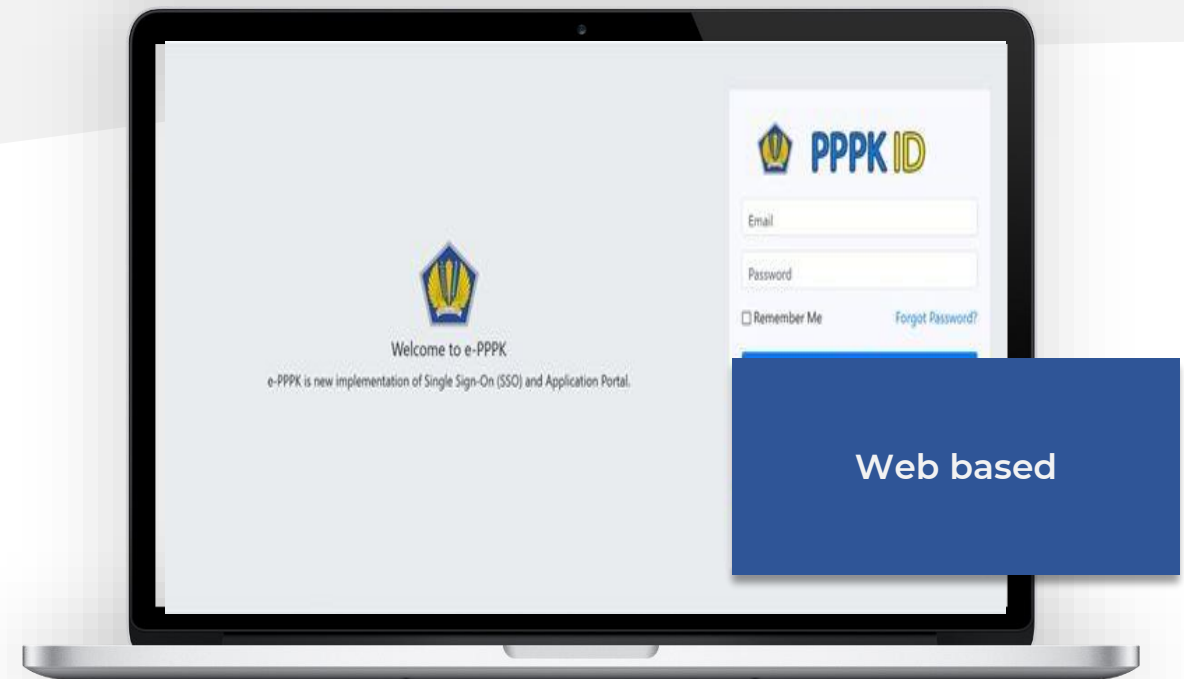 PPPK ID
Email
Password
Remember Me Forgot Password?
Welcome to e-PPPK
e-PPPK is new implementation of Single Sign-On (SSO) and Application Portal.
Web based